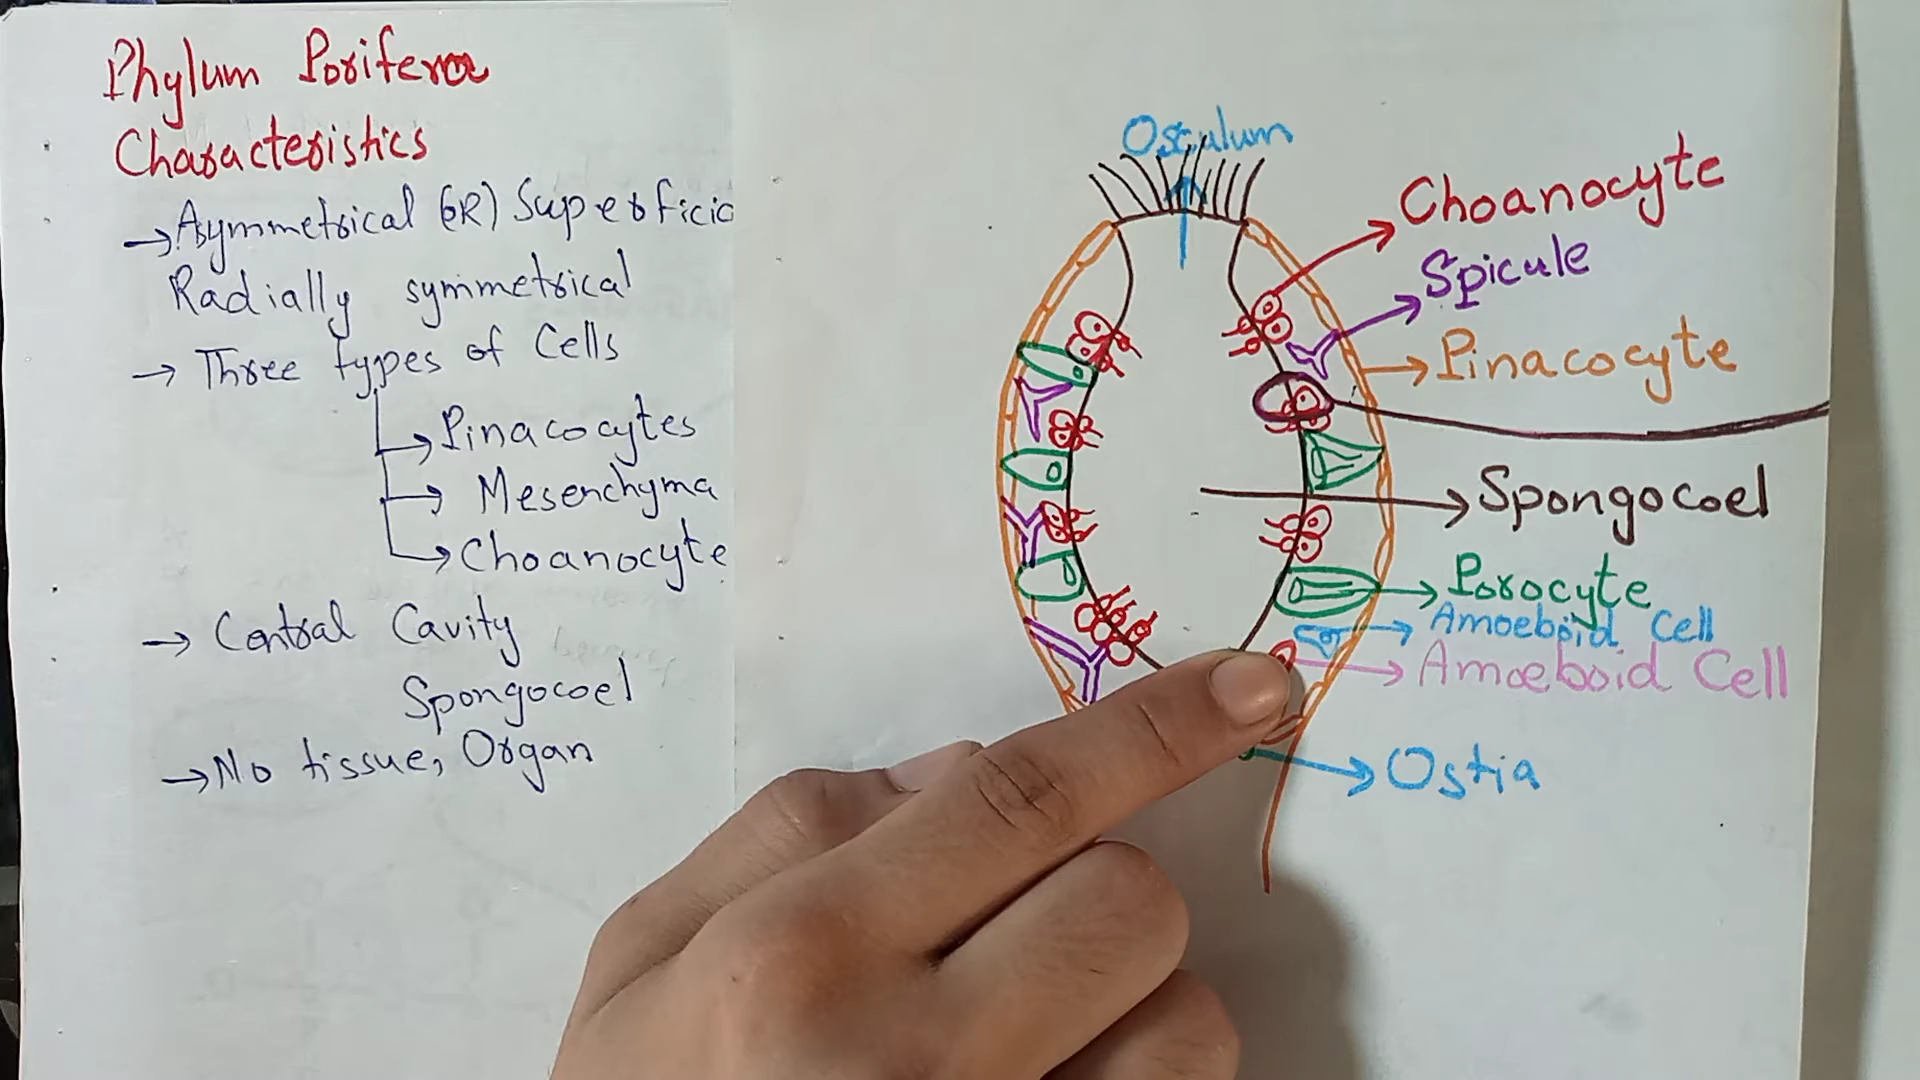 Phylum Porifera
Characteristics
→ Asymmetrical (OR) Superficia
Radially symmetrical
→ Three types of Cells
→ Pinacocytes
→ Mesenchyma
→ Choanocyte
→ Central Cavity
Spongocoel
→ No tissue, Organ
Osculum
Choanocyte
Spicule
Pinacocyte
Spongocoel
Porocyte
Amoeboid Cell
Amoeboid Cell
Ostia